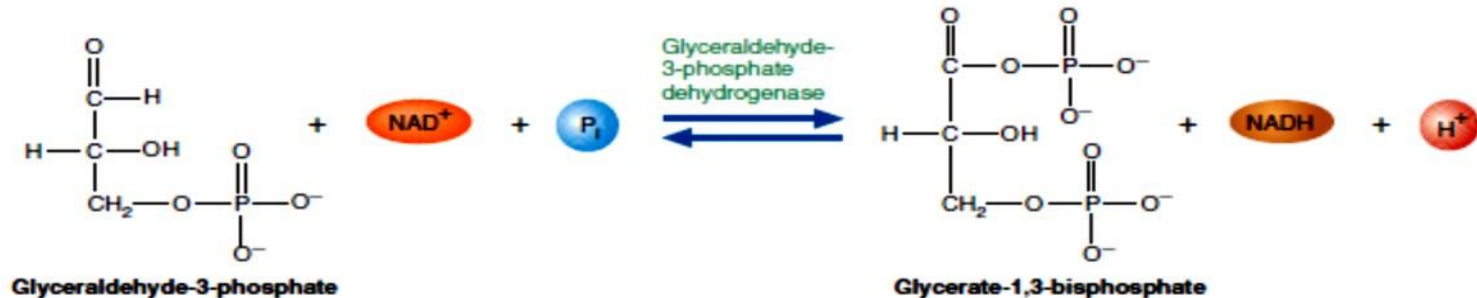 O
C—H
H—C—OH
CH₂—O—P—O⁻
O
O⁻
Glyceraldehyde-3-phosphate
+
NAD⁺
+
Pᵢ
Glyceraldehyde-
3-phosphate
dehydrogenase
O
C—O—P—O⁻
O
O⁻
H—C—OH
CH₂—O—P—O⁻
O
O⁻
Glycerate-1,3-bisphosphate
+
NADH
+
H⁺